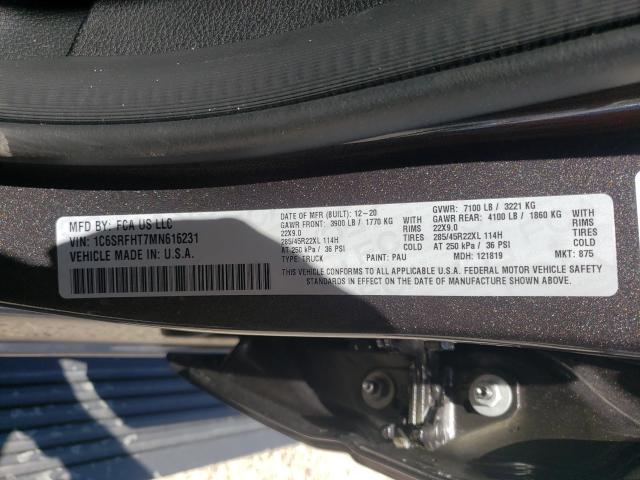 MFD BY: FCA US LLC
VIN: 1C6SRFHT7MN616231
VEHICLE MADE IN: U.S.A.
DATE OF MFR (BUILT): 12-20
GAWR FRONT: 3900 LB / 1770 KG
22X9.0
285/45R22XL 114H
AT 250 kPa / 36 PSI
TYPE: TRUCK PAINT: PAU
WITH
TIRES
RIMS
COLD
GVWR: 7100 LB / 3221 KG
GAWR REAR: 4100 LB / 1860 KG
22X9.0
285/45R22XL 114H
AT 250 kPa / 36 PSI
MDH: 121819 MKT: 875
WITH
TIRES
RIMS
COLD
THIS VEHICLE CONFORMS TO ALL APPLICABLE U.S.A. FEDERAL MOTOR VEHICLE SAFETY
STANDARDS IN EFFECT ON THE DATE OF MANUFACTURE SHOWN ABOVE.